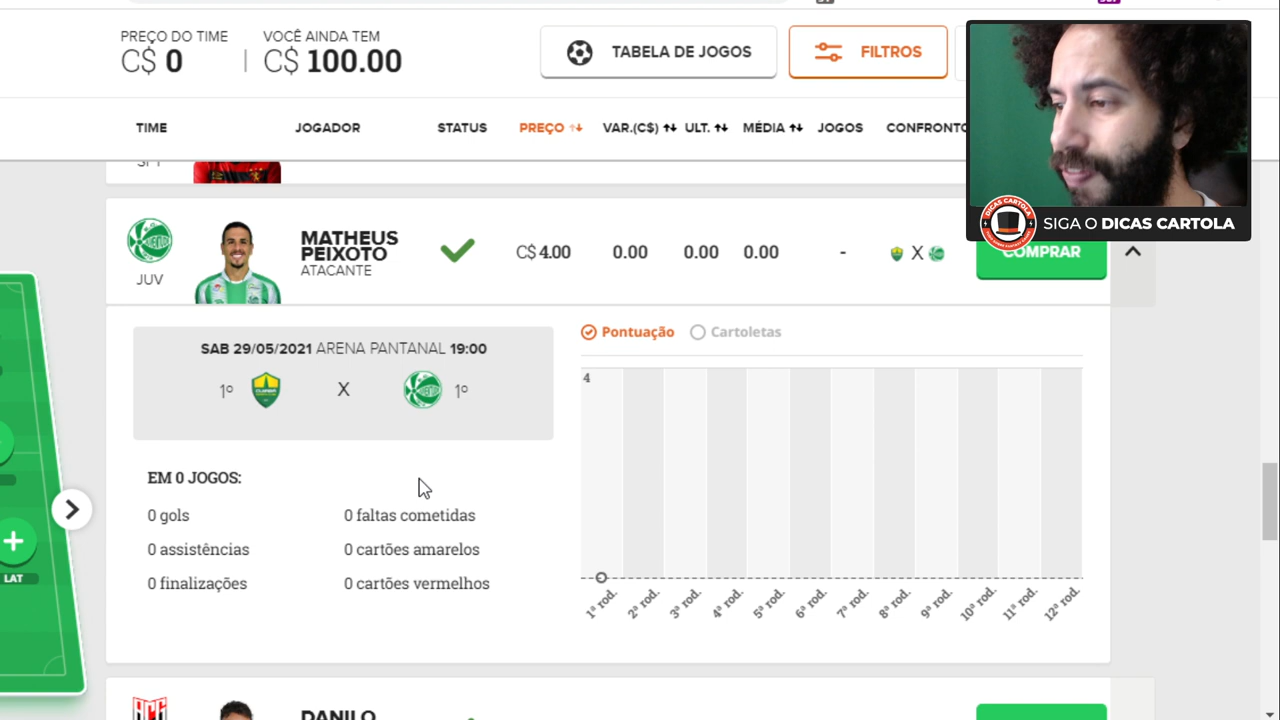 PREÇO DO TIME
C$ 0
VOCÊ AINDA TEM
C$ 100.00
TABELA DE JOGOS
FILTROS
TIME JOGADOR STATUS PREÇO VAR.(C$) ULT. MÉDIA JOGOS CONFRONTO
DICAS CARTOLA
SIGA O DICAS CARTOLA
JUV
MATHEUS
PEIXOTO
ATACANTE
C$ 4.00 0.00 0.00 0.00 - X
COMPRAR
SAB 29/05/2021 ARENA PANTANAL 19:00
1º X 1º
EM 0 JOGOS:
0 gols
0 faltas cometidas
0 assistências
0 cartões amarelos
0 finalizações
0 cartões vermelhos
Pontuação Cartoletas
4
1ª rod. 2ª rod. 3ª rod. 4ª rod. 5ª rod. 6ª rod. 7ª rod. 8ª rod. 9ª rod. 10ª rod. 11ª rod. 12ª rod.
LAT
ACG
DANILO